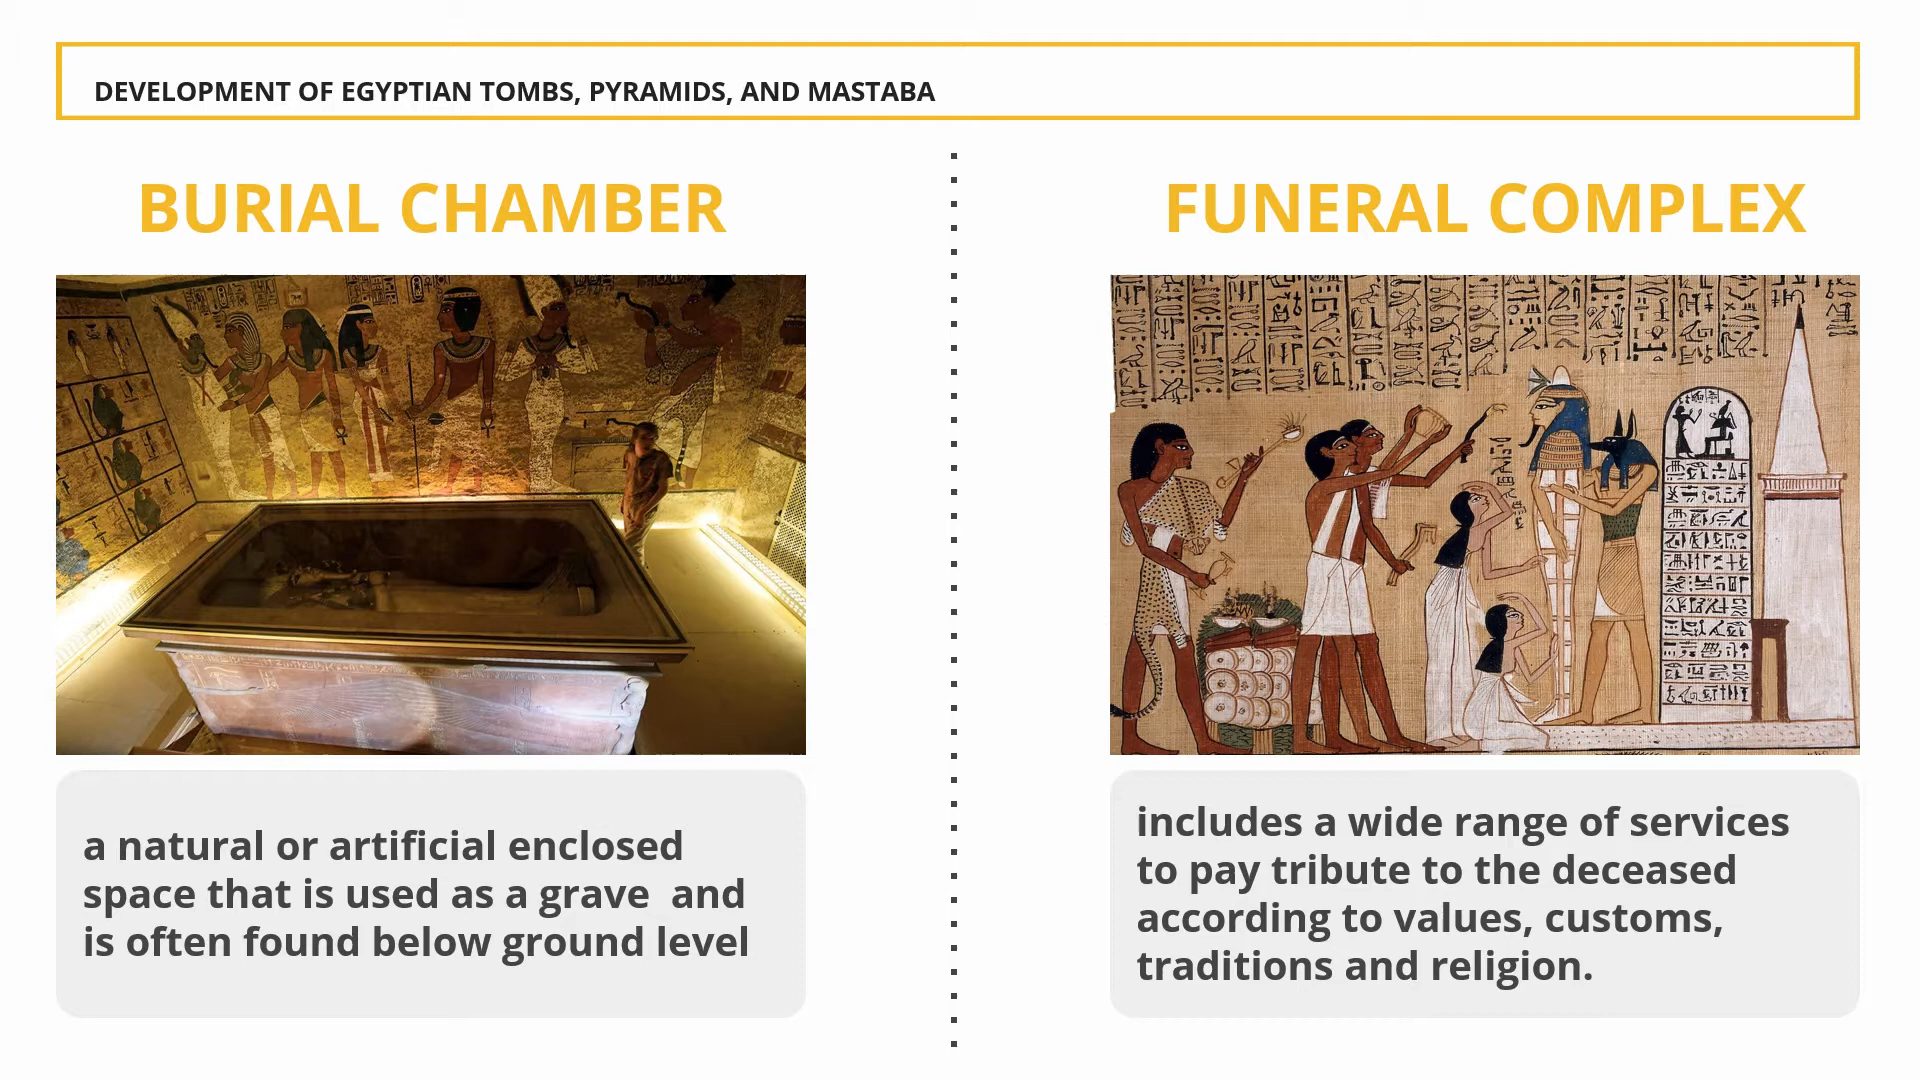 DEVELOPMENT OF EGYPTIAN TOMBS, PYRAMIDS, AND MASTABA
BURIAL CHAMBER
a natural or artificial enclosed
space that is used as a grave  and
is often found below ground level
FUNERAL COMPLEX
includes a wide range of services
to pay tribute to the deceased
according to values, customs,
traditions and religion.